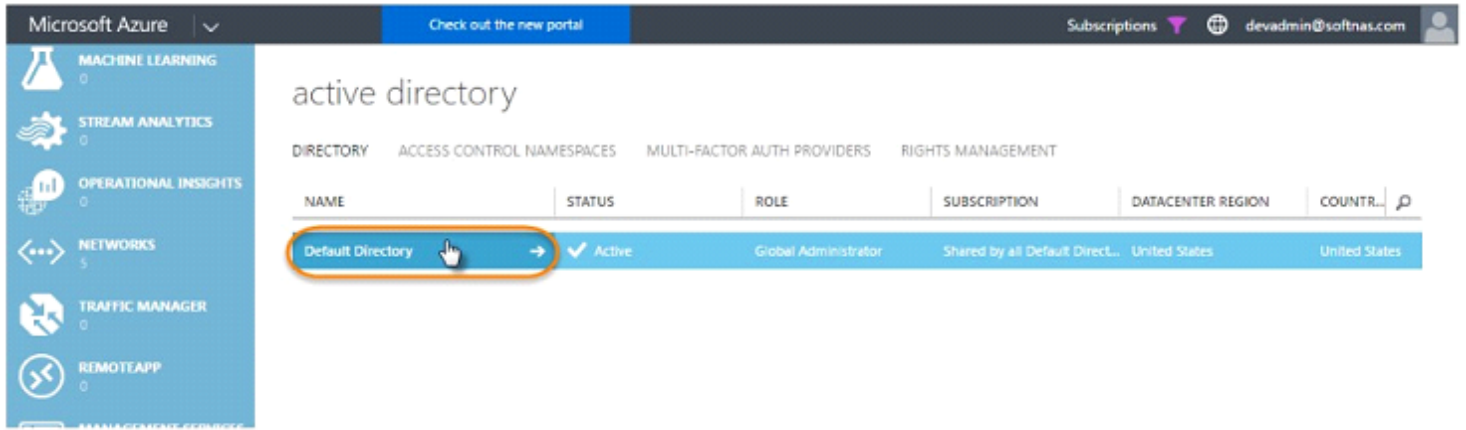 Microsoft Azure
Check out the new portal
Subscriptions
devadmin@softnas.com
MACHINE LEARNING
0
STREAM ANALYTICS
0
OPERATIONAL INSIGHTS
0
NETWORKS
5
TRAFFIC MANAGER
0
REMOTEAPP
0
MANAGEMENT SERVICES
active directory
DIRECTORY ACCESS CONTROL NAMESPACES MULTI-FACTOR AUTH PROVIDERS RIGHTS MANAGEMENT
NAME STATUS ROLE SUBSCRIPTION DATACENTER REGION COUNTR...
Default Directory Active Global Administrator Shared by all Default Direct... United States United States